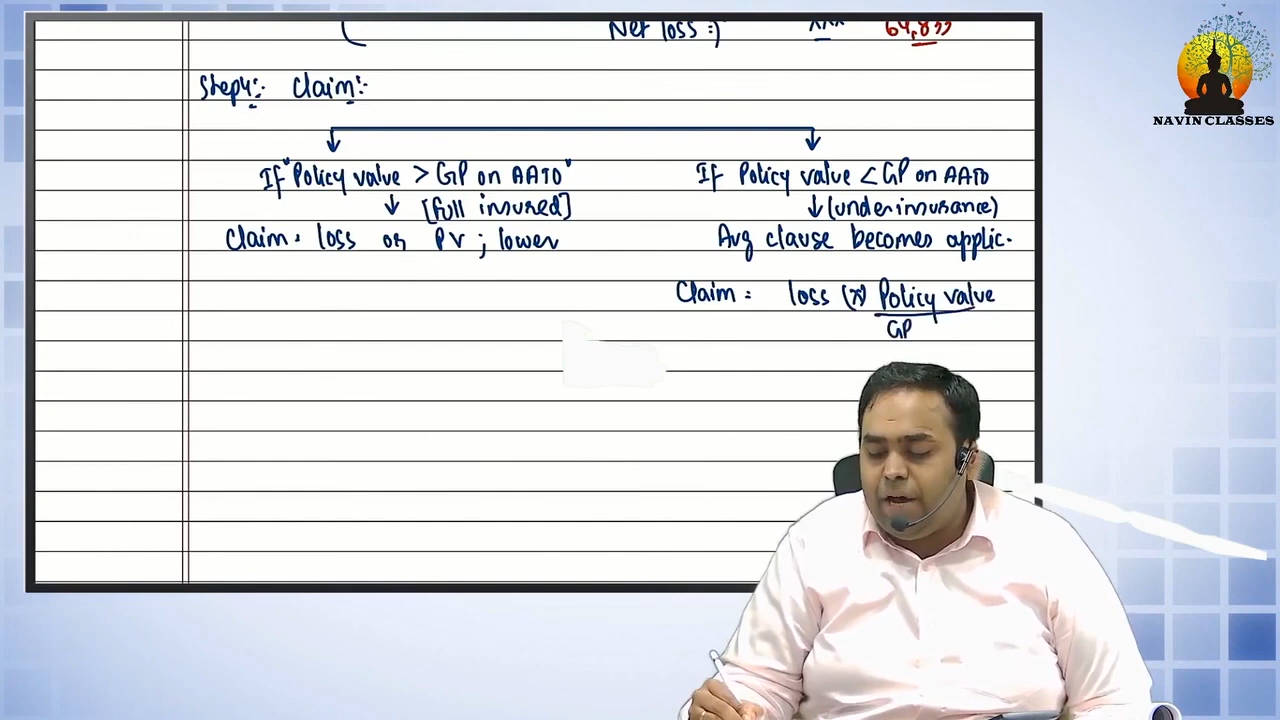 Net loss :) xxx 64,833
Step4:- Claim:-
If "Policy value > GP on AATO"
[full insured]
Claim = loss or PV ; lower
If Policy value < GP on AATO
(underinsurance)
Avg clause becomes applic.
Claim = loss (x) Policy value
GP
NAVIN CLASSES